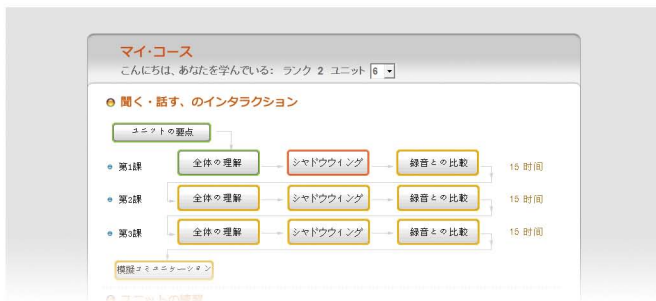 マイ・コース
こんにちは、あなたを学んでいる: ランク 2 ユニット 6
聞く・話す、のインタラクション
ユニットの要点
第1課 全体の理解 シャドウウィング 録音との比較 15 时间
第2課 全体の理解 シャドウウィング 録音との比較 15 时间
第3課 全体の理解 シャドウウィング 録音との比較 15 时间
模擬コミュニケーション